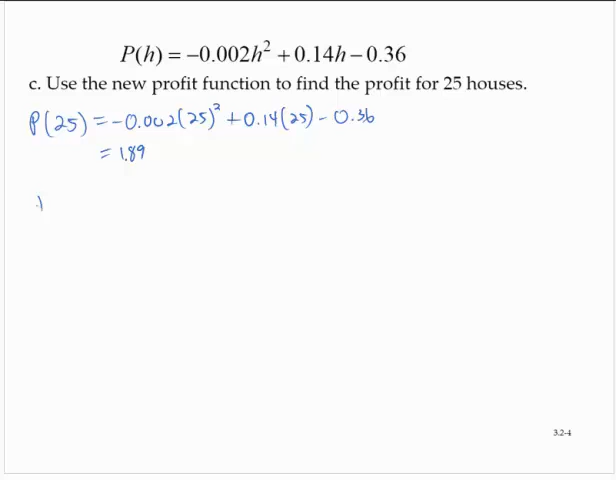 P(h) = −0.002h² + 0.14h − 0.36
c. Use the new profit function to find the profit for 25 houses.
P(25) = -0.002(25)² + 0.14(25) - 0.36
= 1.89
3.2-4